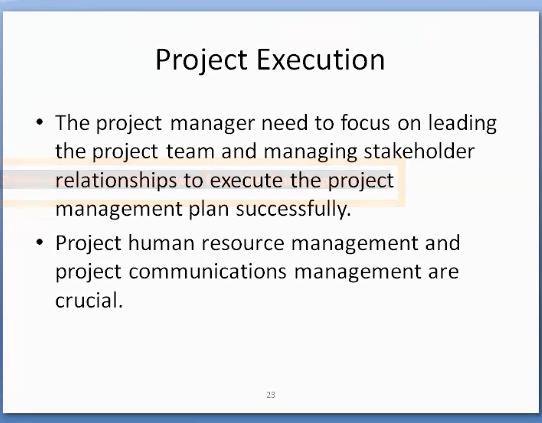 Project Execution
• The project manager need to focus on leading
the project team and managing stakeholder
relationships to execute the project
management plan successfully.
• Project human resource management and
project communications management are
crucial.
23